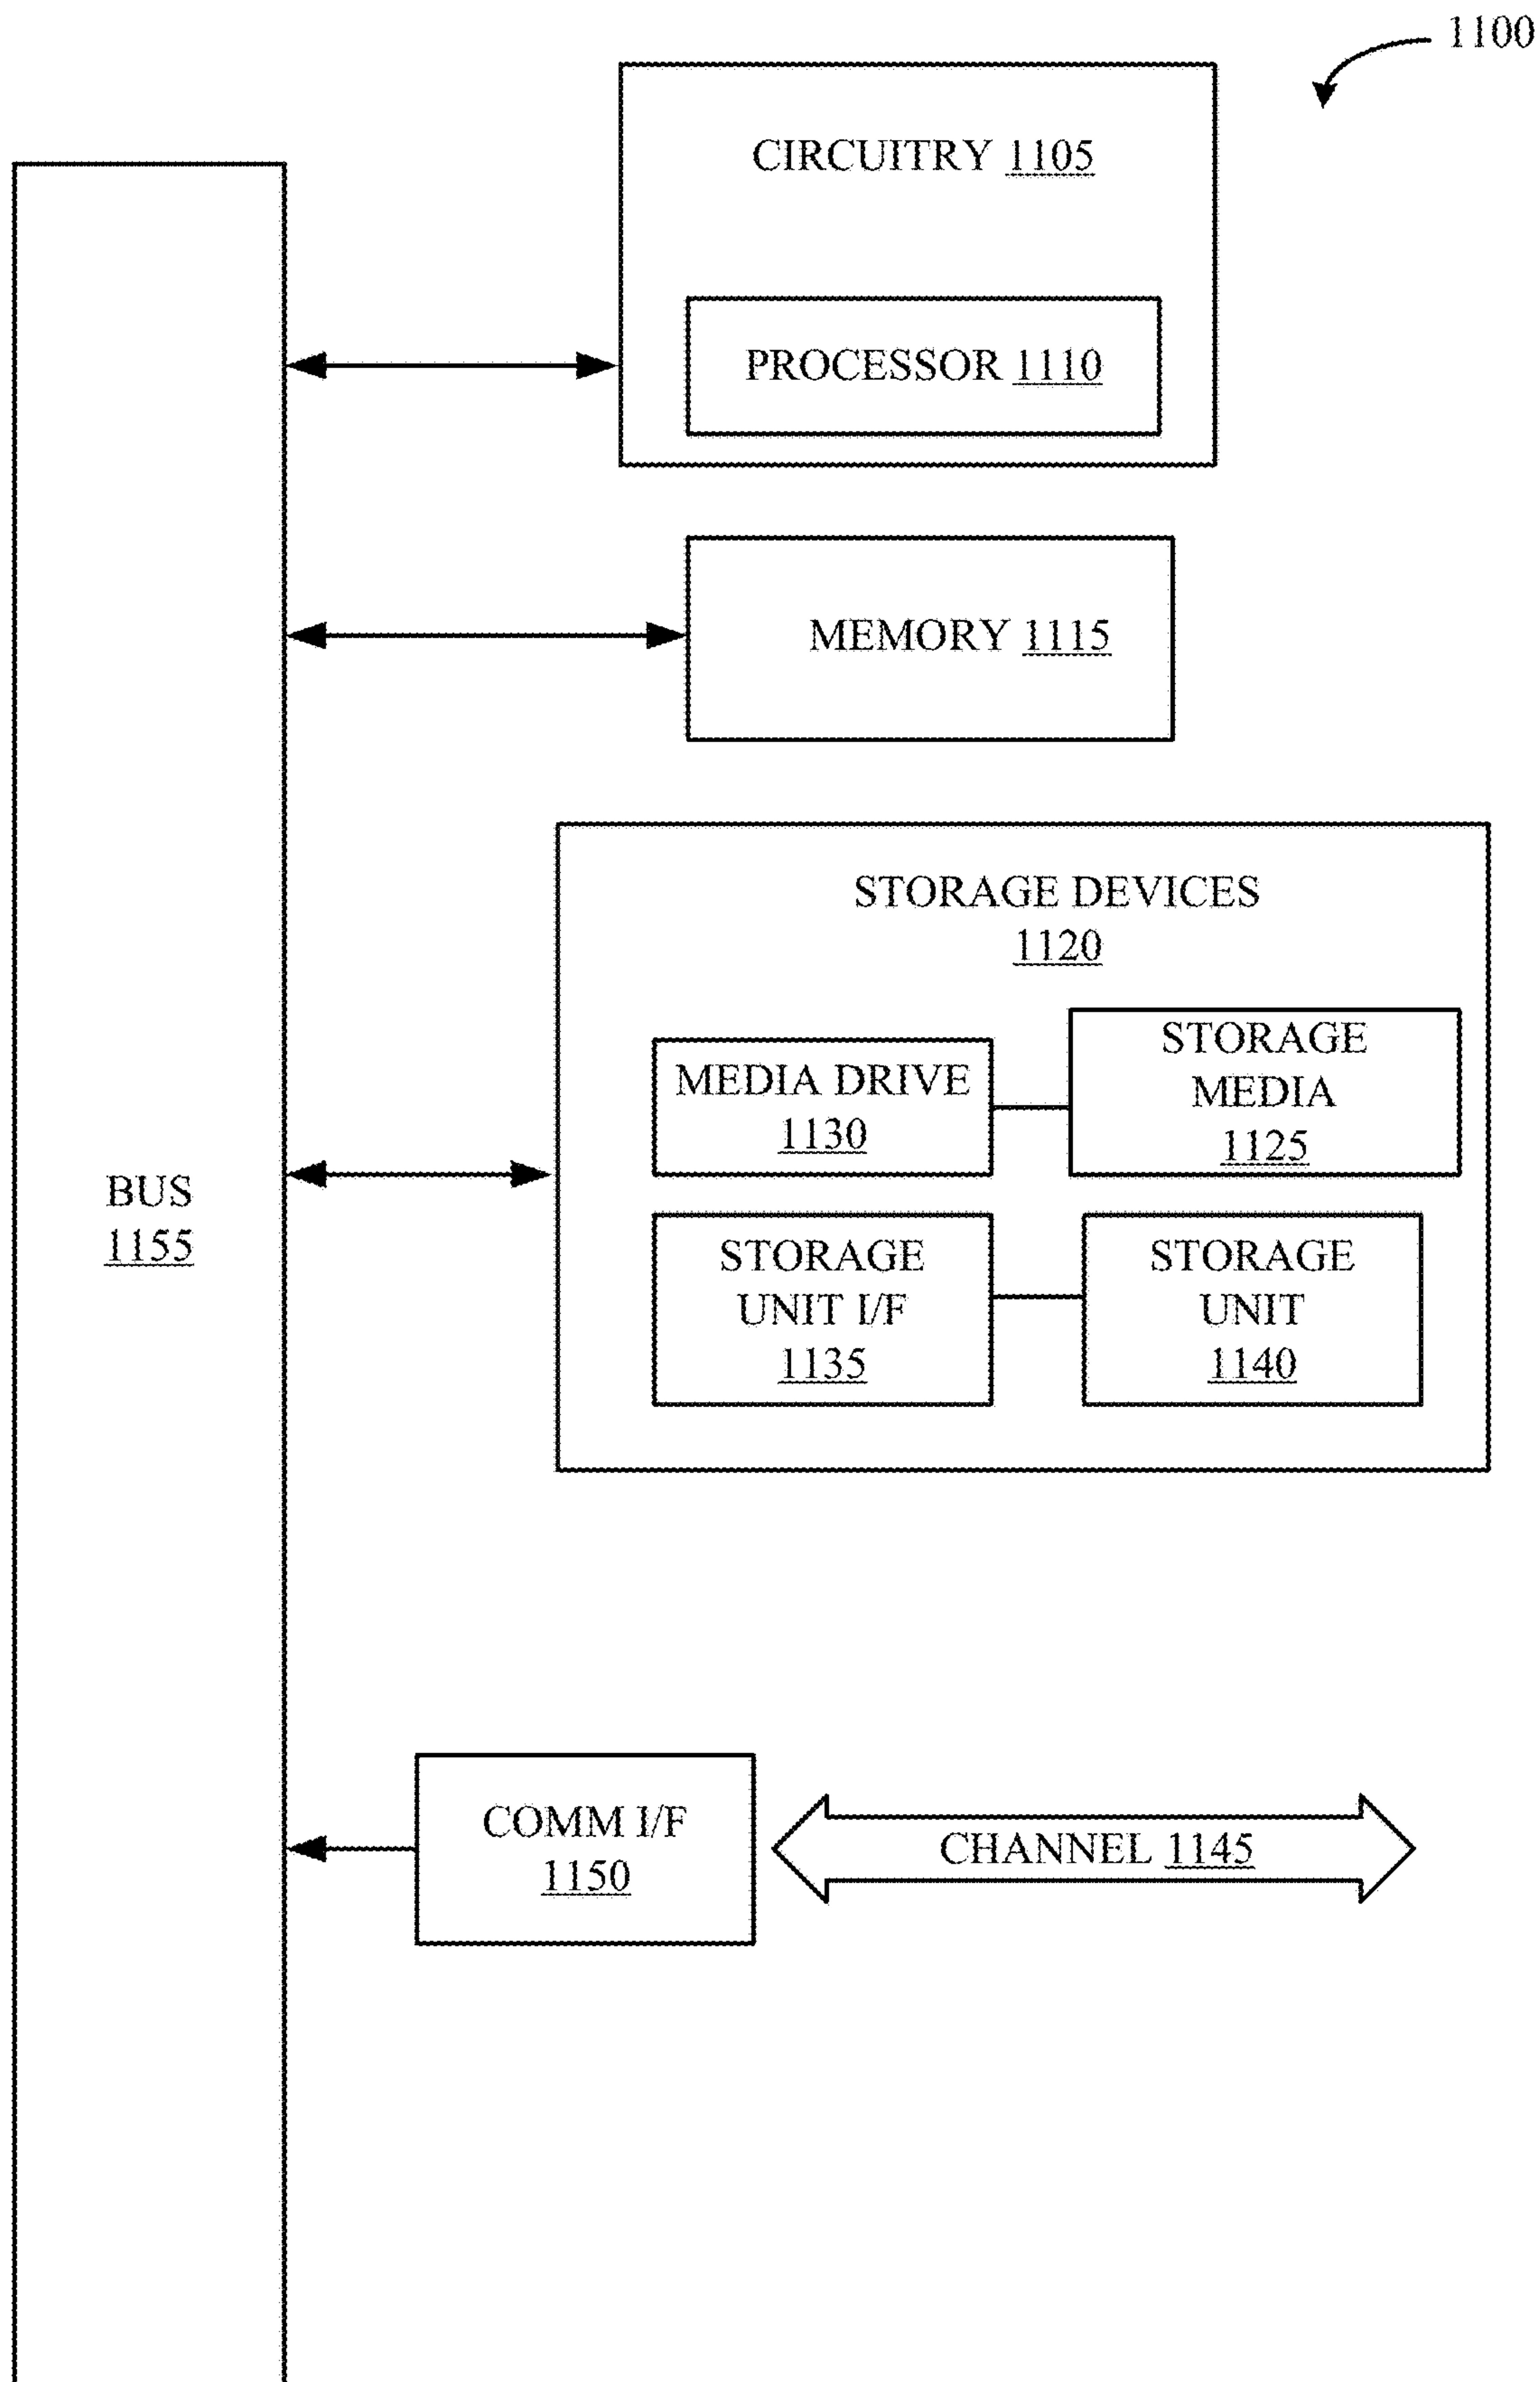 1100
CIRCUITRY 1105
PROCESSOR 1110
MEMORY 1115
STORAGE DEVICES
1120
MEDIA DRIVE
1130
STORAGE
MEDIA
1125
STORAGE
UNIT I/F
1135
STORAGE
UNIT
1140
BUS
1155
COMM I/F
1150
CHANNEL 1145